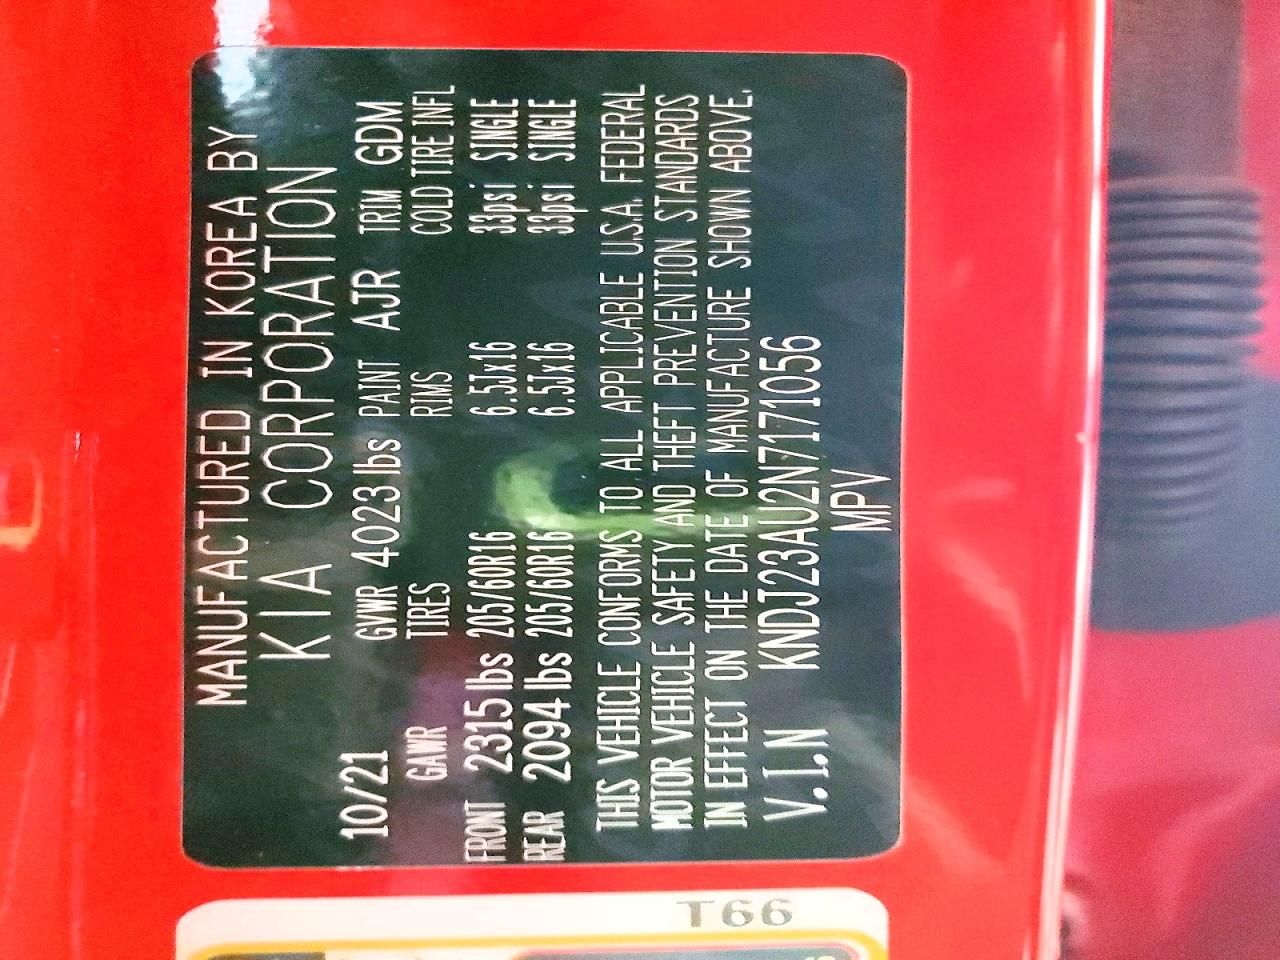 MANUFACTURED IN KOREA BY
KIA CORPORATION
10/21 GVWR 4023 lbs PAINT AJR TRIM GDM
GAWR TIRES RIMS COLD TIRE INFL
FRONT 2315 lbs 205/60R16 6.5Jx16 33psi SINGLE
REAR 2094 lbs 205/60R16 6.5Jx16 33psi SINGLE
THIS VEHICLE CONFORMS TO ALL APPLICABLE U.S.A. FEDERAL
MOTOR VEHICLE SAFETY AND THEFT PREVENTION STANDARDS
IN EFFECT ON THE DATE OF MANUFACTURE SHOWN ABOVE.
V.I.N KNDJ23AU2N7171056
MPV
T66